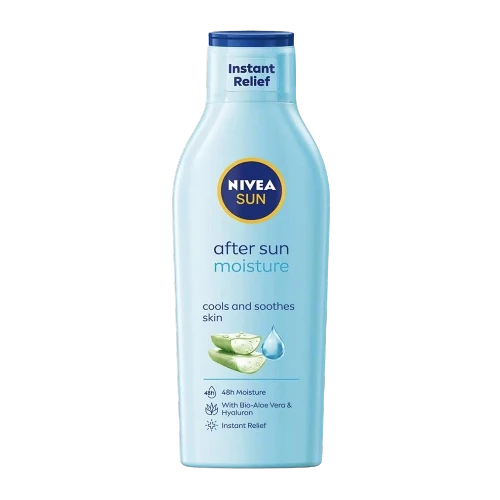 Instant
Relief
NIVEA
SUN
after sun
moisture
cools and soothes
skin
48h
48h Moisture
With Bio-Aloe Vera &
Hyaluron
Instant Relief